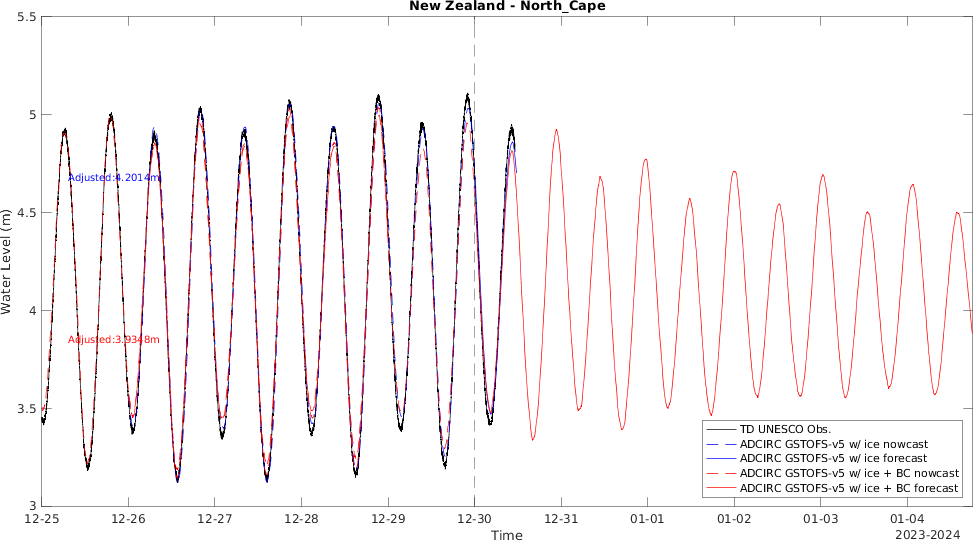 New Zealand - North_Cape
5.5
5
4.5
4
3.5
3
Water Level (m)
Adjusted:4.2014m
Adjusted:3.9348m
TD UNESCO Obs.
ADCIRC GSTOFS-v5 w/ ice nowcast
ADCIRC GSTOFS-v5 w/ ice forecast
ADCIRC GSTOFS-v5 w/ ice + BC nowcast
ADCIRC GSTOFS-v5 w/ ice + BC forecast
12-25 12-26 12-27 12-28 12-29 12-30 12-31 01-01 01-02 01-03 01-04
Time
2023-2024